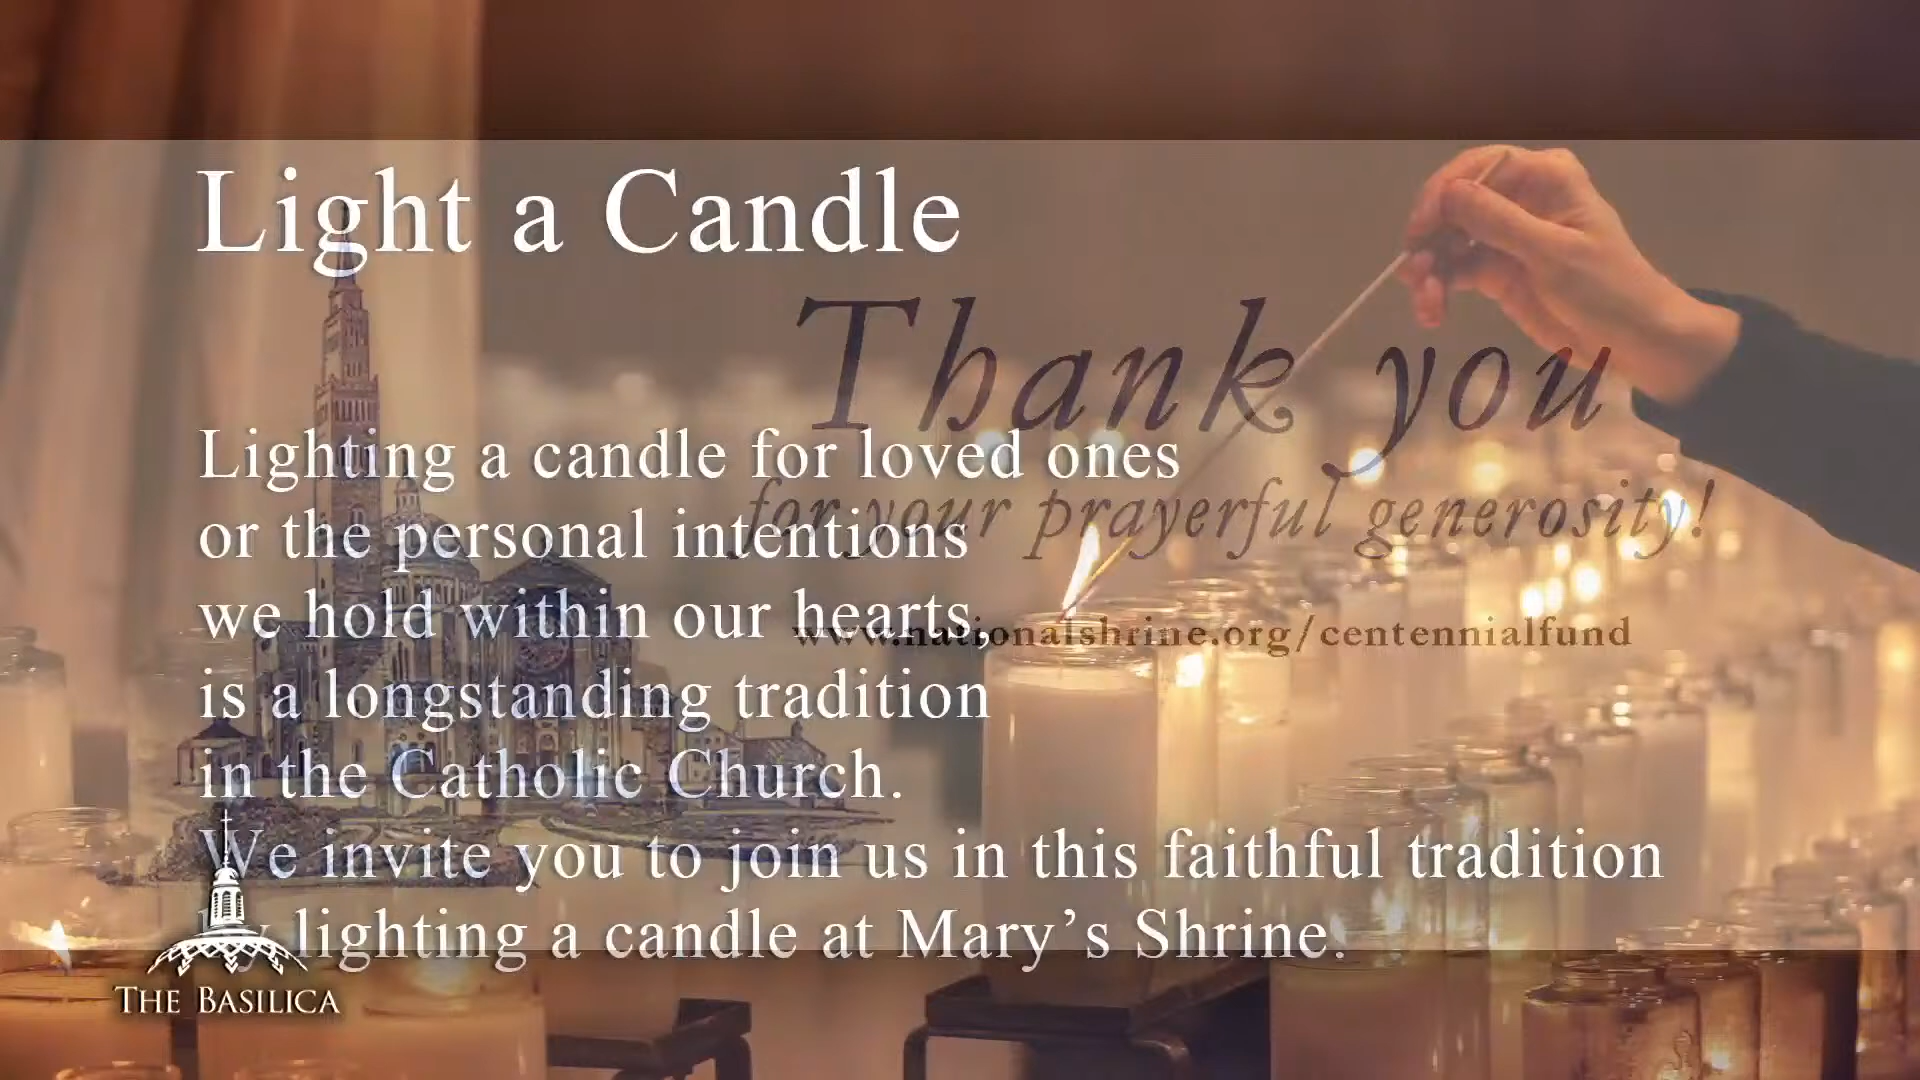 Light a Candle
Thank you
for your prayerful generosity!
www.nationalshrine.org/centennialfund
Lighting a candle for loved ones
or the personal intentions
we hold within our hearts,
is a longstanding tradition
in the Catholic Church.
We invite you to join us in this faithful tradition
by lighting a candle at Mary’s Shrine.
THE BASILICA